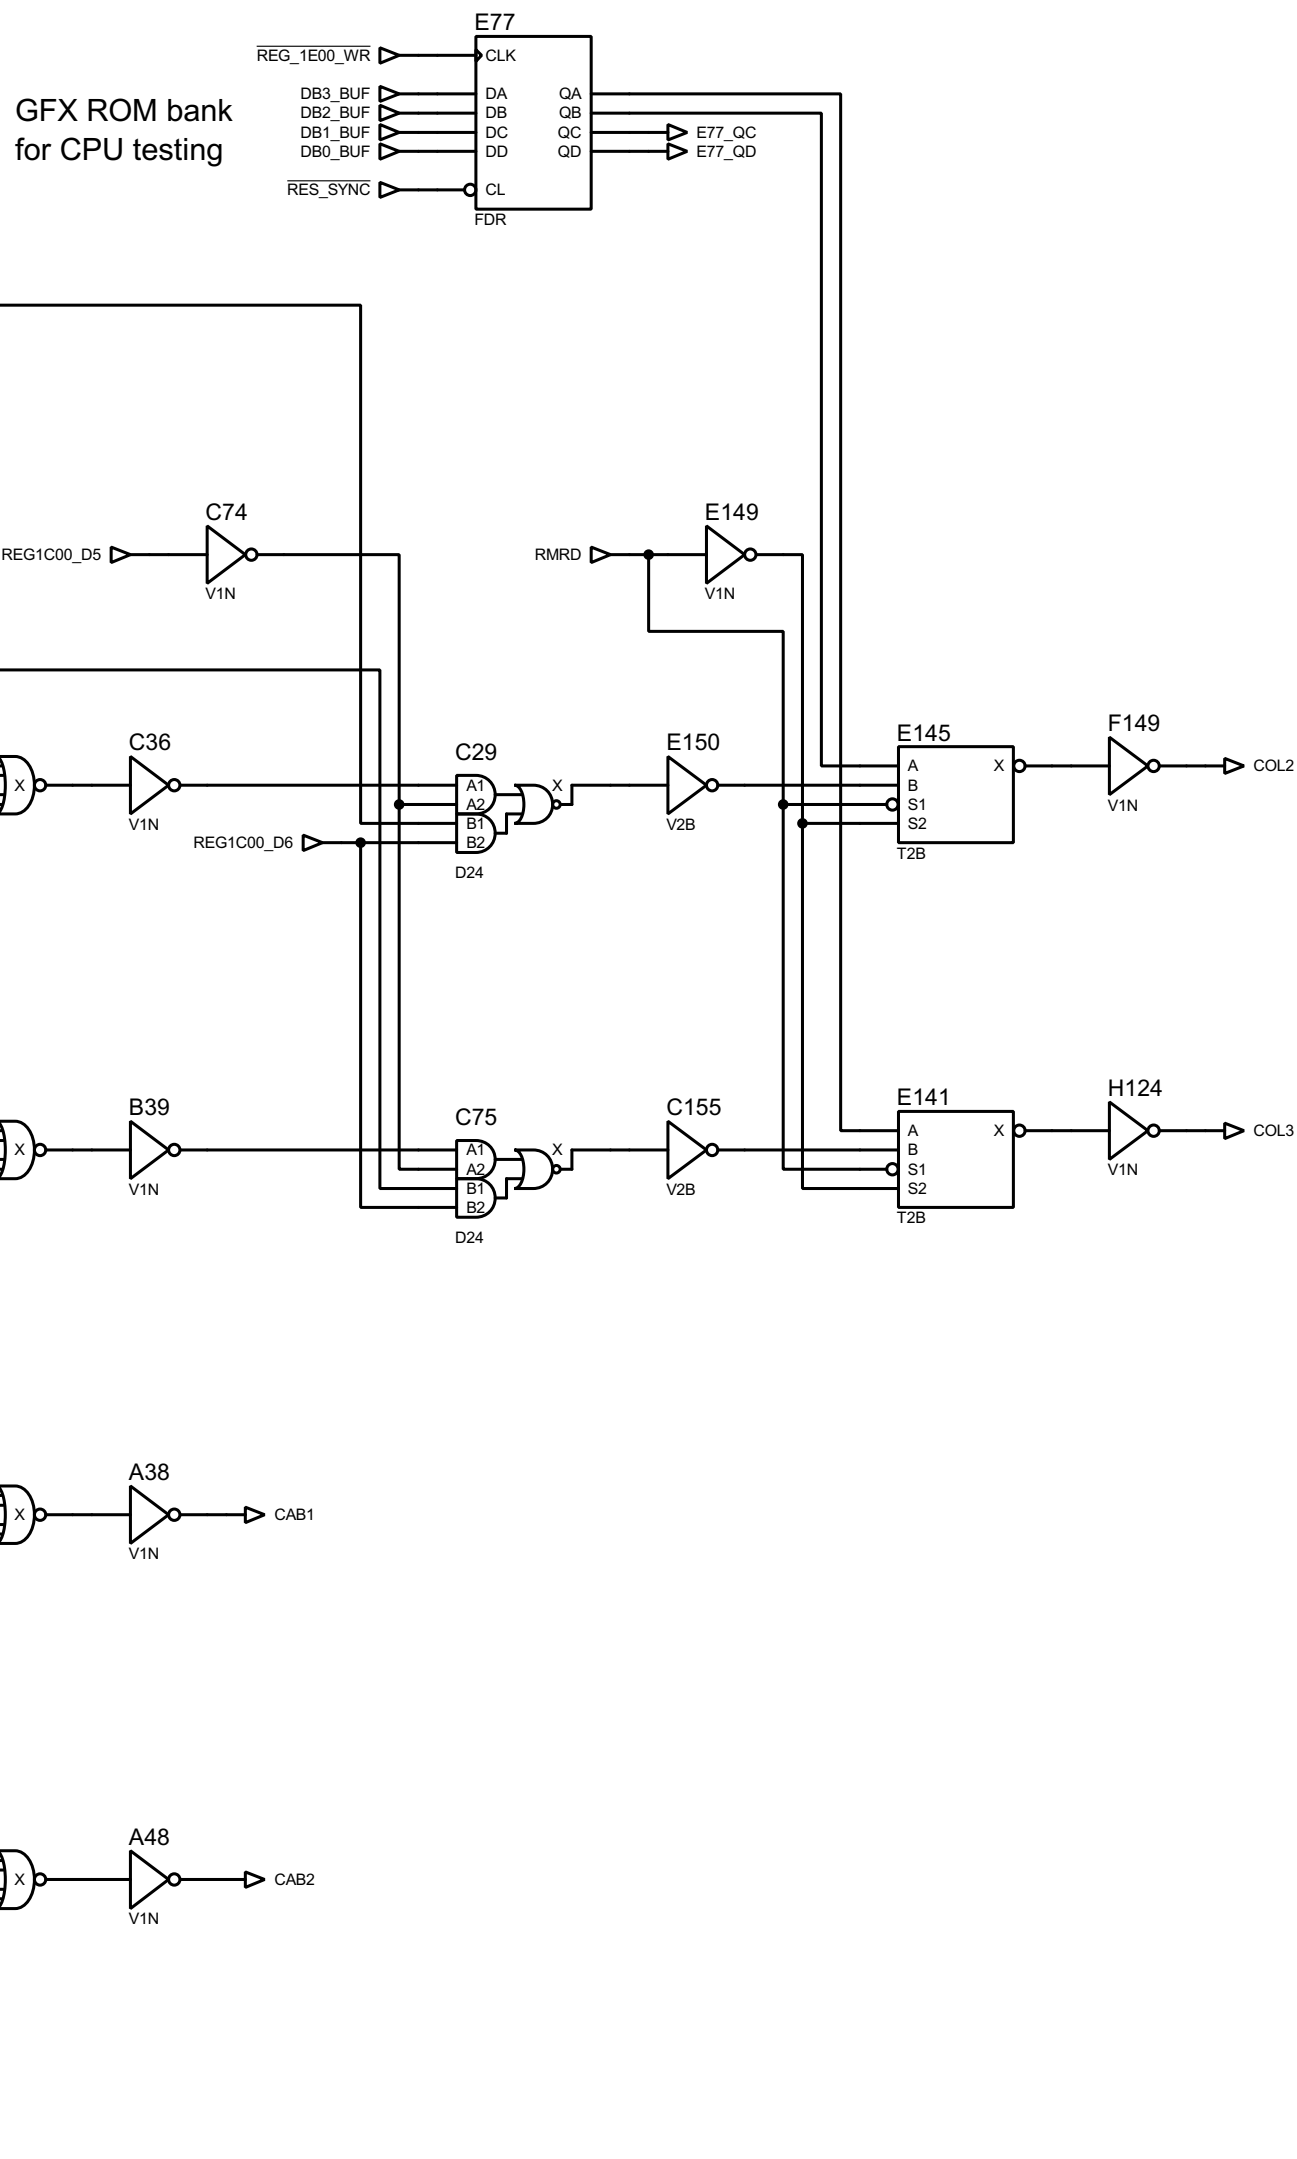 E77
REG_1E00_WR
CLK
GFX ROM bank
for CPU testing
DB3_BUF
DA
QA
DB2_BUF
DB
QB
DB1_BUF
DC
QC
E77_QC
DB0_BUF
DD
QD
E77_QD
RES_SYNC
CL
FDR
C74
REG1C00_D5
V1N
E149
RMRD
V1N
C36
V1N
C29
A1
A2
B1
B2
X
D24
REG1C00_D6
E150
V2B
E145
A
B
S1
S2
X
T2B
F149
V1N
COL2
X
B39
V1N
C75
A1
A2
B1
B2
X
D24
C155
V2B
E141
A
B
S1
S2
X
T2B
H124
V1N
COL3
X
A38
X
V1N
CAB1
A48
X
V1N
CAB2